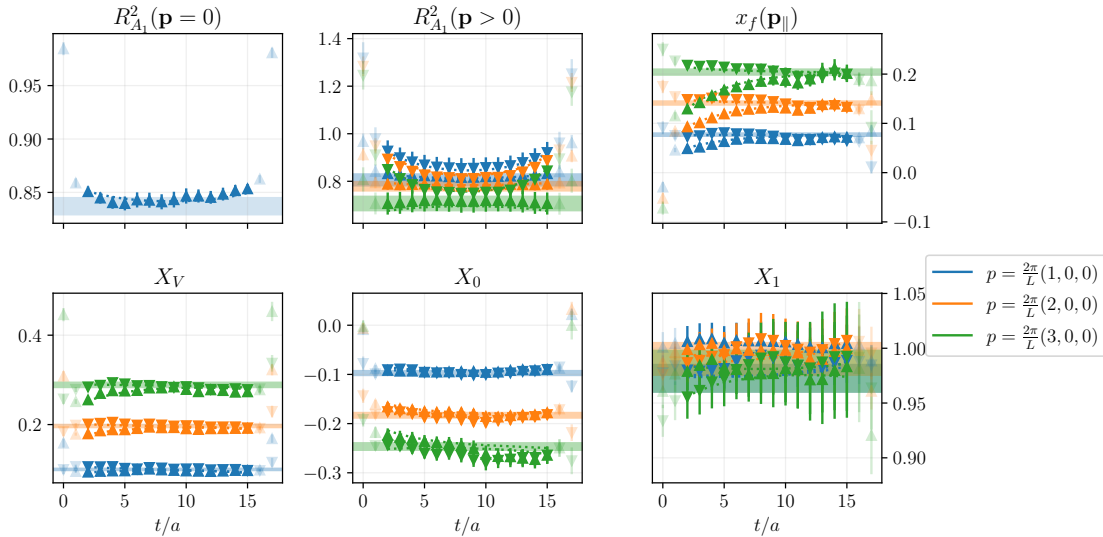 $R^2_{A_1}(\mathbf{p} = 0)$
$R^2_{A_1}(\mathbf{p} > 0)$
$x_f(\mathbf{p}_{\parallel})$
0.95
0.90
0.85
1.4
1.2
1.0
0.8
0.2
0.1
0.0
−0.1
$X_V$
$X_0$
$X_1$
0.4
0.2
0.0
−0.1
−0.2
−0.3
1.05
1.00
0.95
0.90
$p = \frac{2\pi}{L}(1, 0, 0)$
$p = \frac{2\pi}{L}(2, 0, 0)$
$p = \frac{2\pi}{L}(3, 0, 0)$
0 5 10 15
0 5 10 15
0 5 10 15
$t/a$
$t/a$
$t/a$